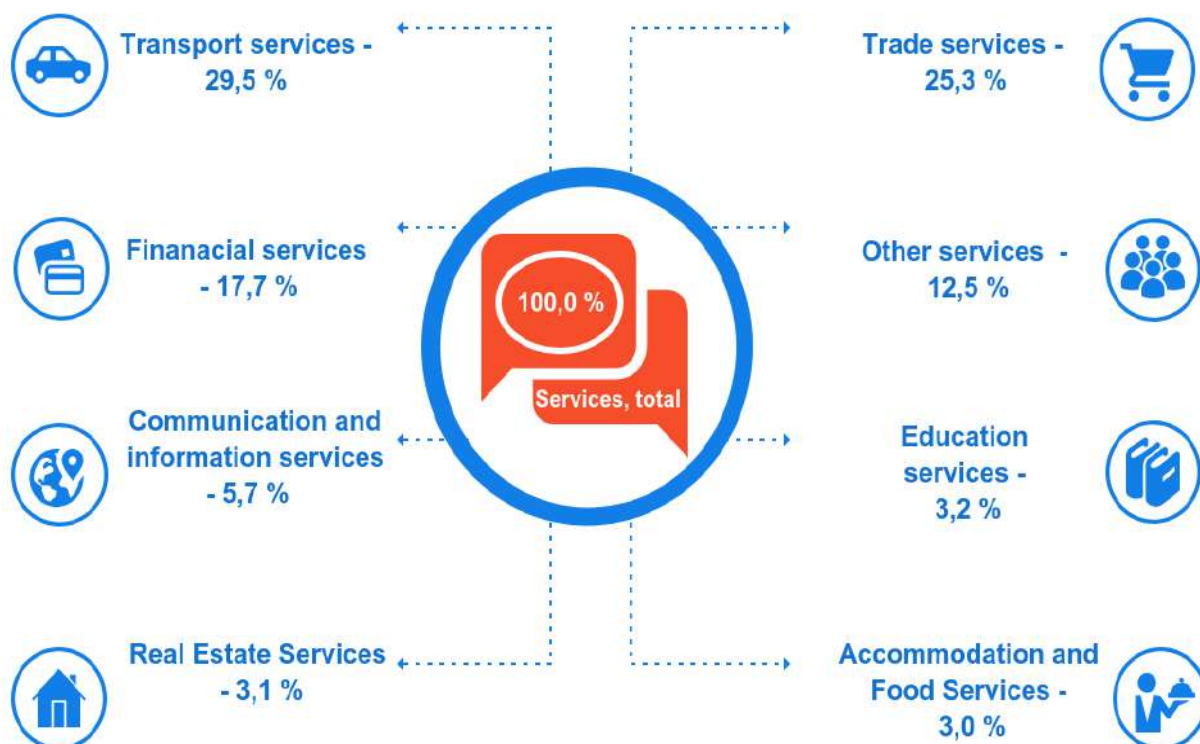 Transport services -
29,5 %
Trade services -
25,3 %
Finanacial services
- 17,7 %
Other services -
12,5 %
100,0 %
Services, total
Communication and
information services
- 5,7 %
Education
services -
3,2 %
Real Estate Services
- 3,1 %
Accommodation and
Food Services -
3,0 %